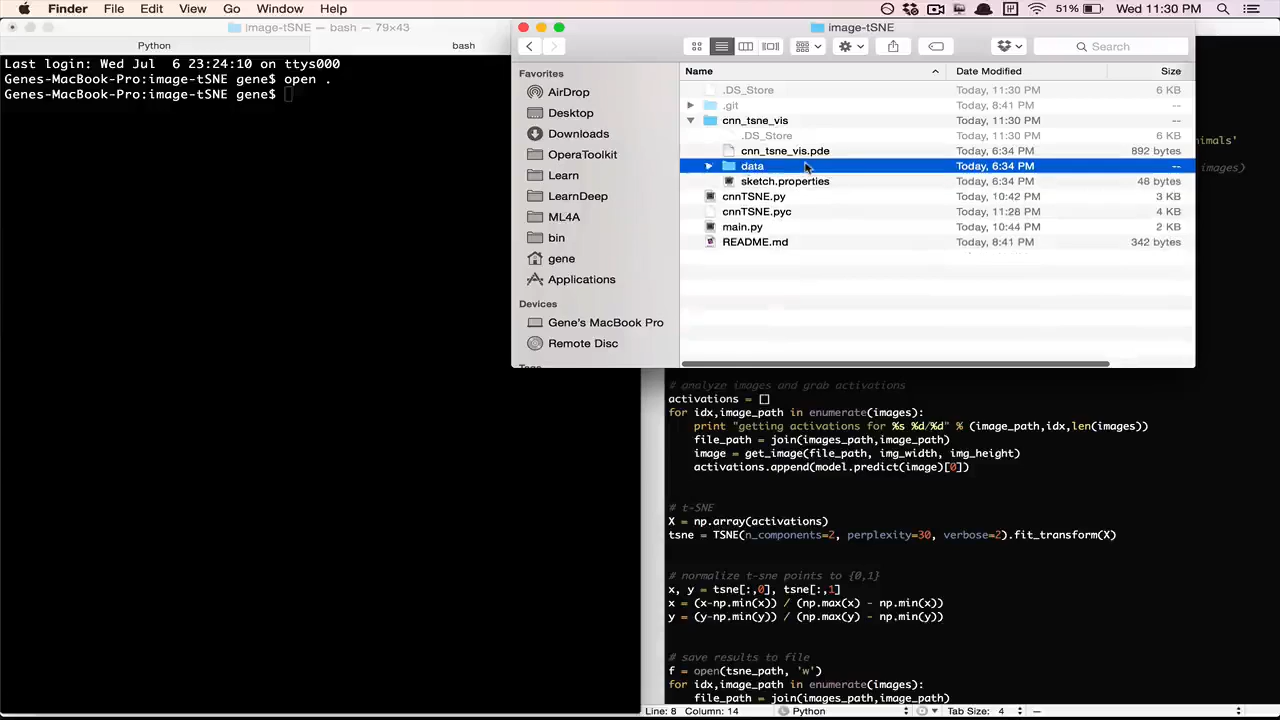 Finder File Edit View Go Window Help 51% Wed 11:30 PM
image-tSNE — bash — 79×43
Python bash
Last login: Wed Jul  6 23:24:10 on ttys000
Genes-MacBook-Pro:image-tSNE gene$ open .
Genes-MacBook-Pro:image-tSNE gene$
image-tSNE
Search
Favorites
AirDrop
Desktop
Downloads
OperaToolkit
Learn
LearnDeep
ML4A
bin
gene
Applications
Devices
Gene's MacBook Pro
Remote Disc
Name Date Modified Size
.DS_Store Today, 11:30 PM 6 KB
.git Today, 8:41 PM --
cnn_tsne_vis Today, 11:30 PM --
.DS_Store Today, 11:30 PM 6 KB
cnn_tsne_vis.pde Today, 6:34 PM 892 bytes
data Today, 6:34 PM --
sketch.properties Today, 6:34 PM 46 bytes
cnnTSNE.py Today, 10:42 PM 3 KB
cnnTSNE.pyc Today, 11:28 PM 4 KB
main.py Today, 10:44 PM 2 KB
README.md Today, 8:41 PM 342 bytes
nimals'
images)
# analyze images and grab activations
activations = []
for idx,image_path in enumerate(images):
print "getting activations for %s %d/%d" % (image_path,idx,len(images))
file_path = join(images_path,image_path)
image = get_image(file_path, img_width, img_height)
activations.append(model.predict(image)[0])
# t-SNE
X = np.array(activations)
tsne = TSNE(n_components=2, perplexity=30, verbose=2).fit_transform(X)
# normalize t-sne points to {0,1}
x, y = tsne[:,0], tsne[:,1]
x = (x-np.min(x)) / (np.max(x) - np.min(x))
y = (y-np.min(y)) / (np.max(y) - np.min(y))
# save results to file
f = open(tsne_path, 'w')
for idx,image_path in enumerate(images):
file_path = join(images_path,image_path)
Line: 8 Column: 14 Python Tab Size: 4 —